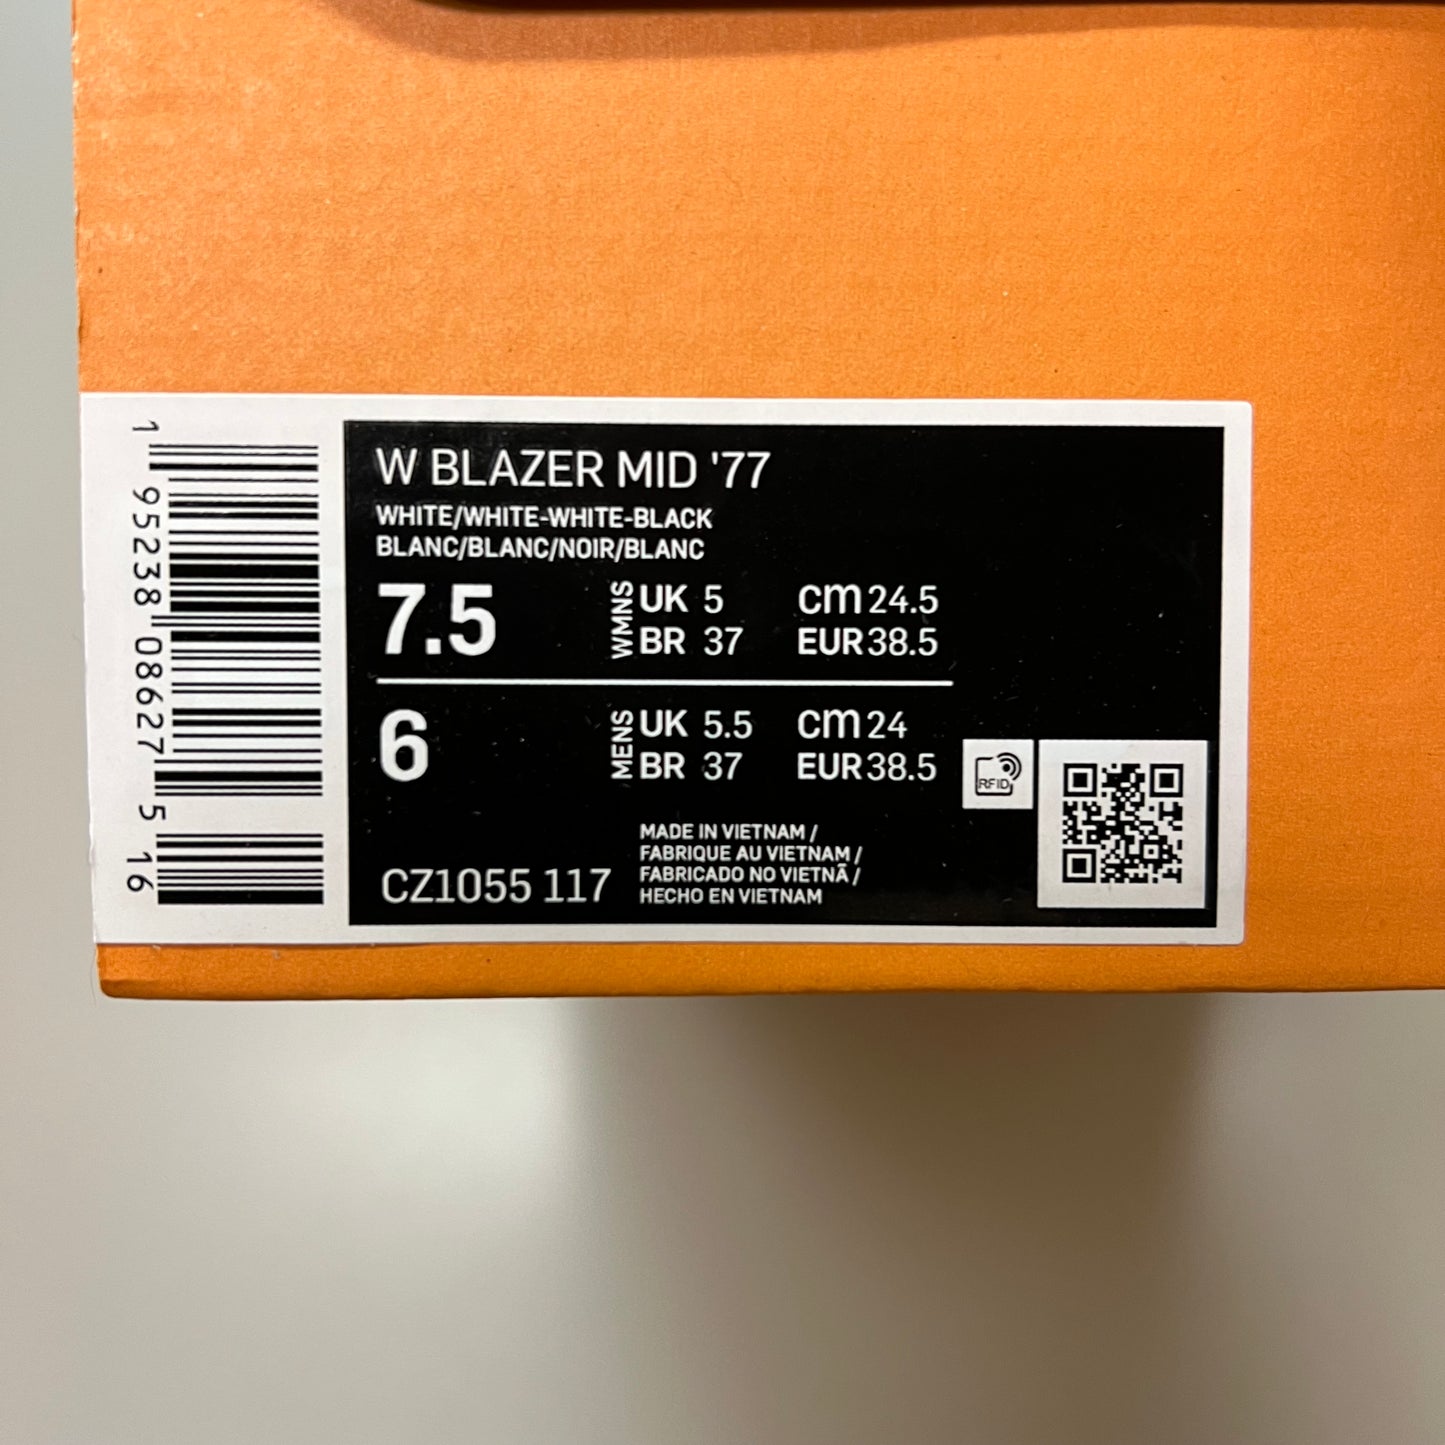 W BLAZER MID '77
WHITE/WHITE-WHITE-BLACK
BLANC/BLANC/NOIR/BLANC
7.5 WMNS UK 5 CM 24.5
BR 37 EUR 38.5
6 MENS UK 5.5 CM 24
BR 37 EUR 38.5
RFID
CZ1055 117
MADE IN VIETNAM /
FABRIQUE AU VIETNAM /
FABRICADO NO VIETNÃ /
HECHO EN VIETNAM
1 95238 08627 5 16